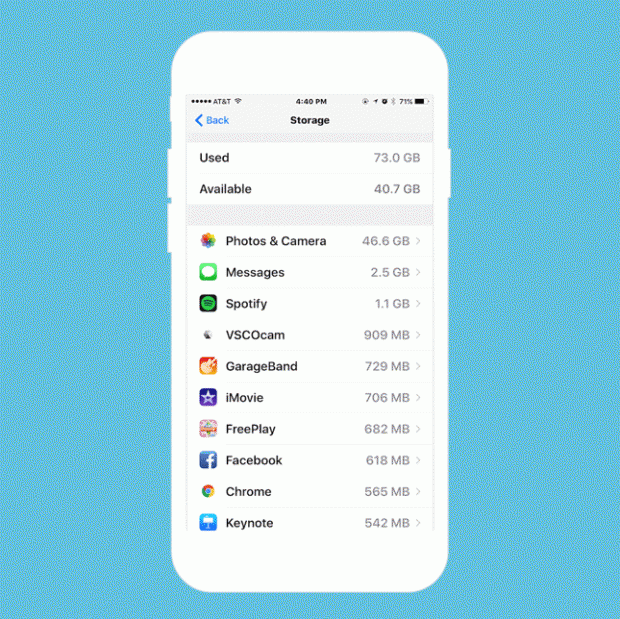 AT&T 4:40 PM 71%
Back Storage
Used 73.0 GB
Available 40.7 GB
Photos & Camera 46.6 GB
Messages 2.5 GB
Spotify 1.1 GB
VSCOcam 909 MB
GarageBand 729 MB
iMovie 706 MB
FreePlay 682 MB
Facebook 618 MB
Chrome 565 MB
Keynote 542 MB